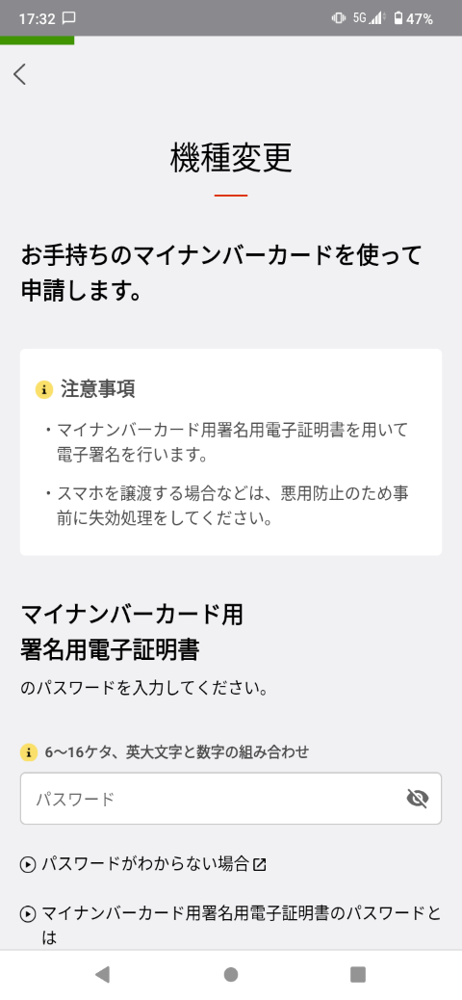 17:32 5G 47%
機種変更
お手持ちのマイナンバーカードを使って
申請します。
注意事項
・マイナンバーカード用署名用電子証明書を用いて
電子署名を行います。
・スマホを譲渡する場合などは、悪用防止のため事
前に失効処理をしてください。
マイナンバーカード用
署名用電子証明書
のパスワードを入力してください。
6〜16ケタ、英大文字と数字の組み合わせ
パスワード
パスワードがわからない場合
マイナンバーカード用署名用電子証明書のパスワードと
は